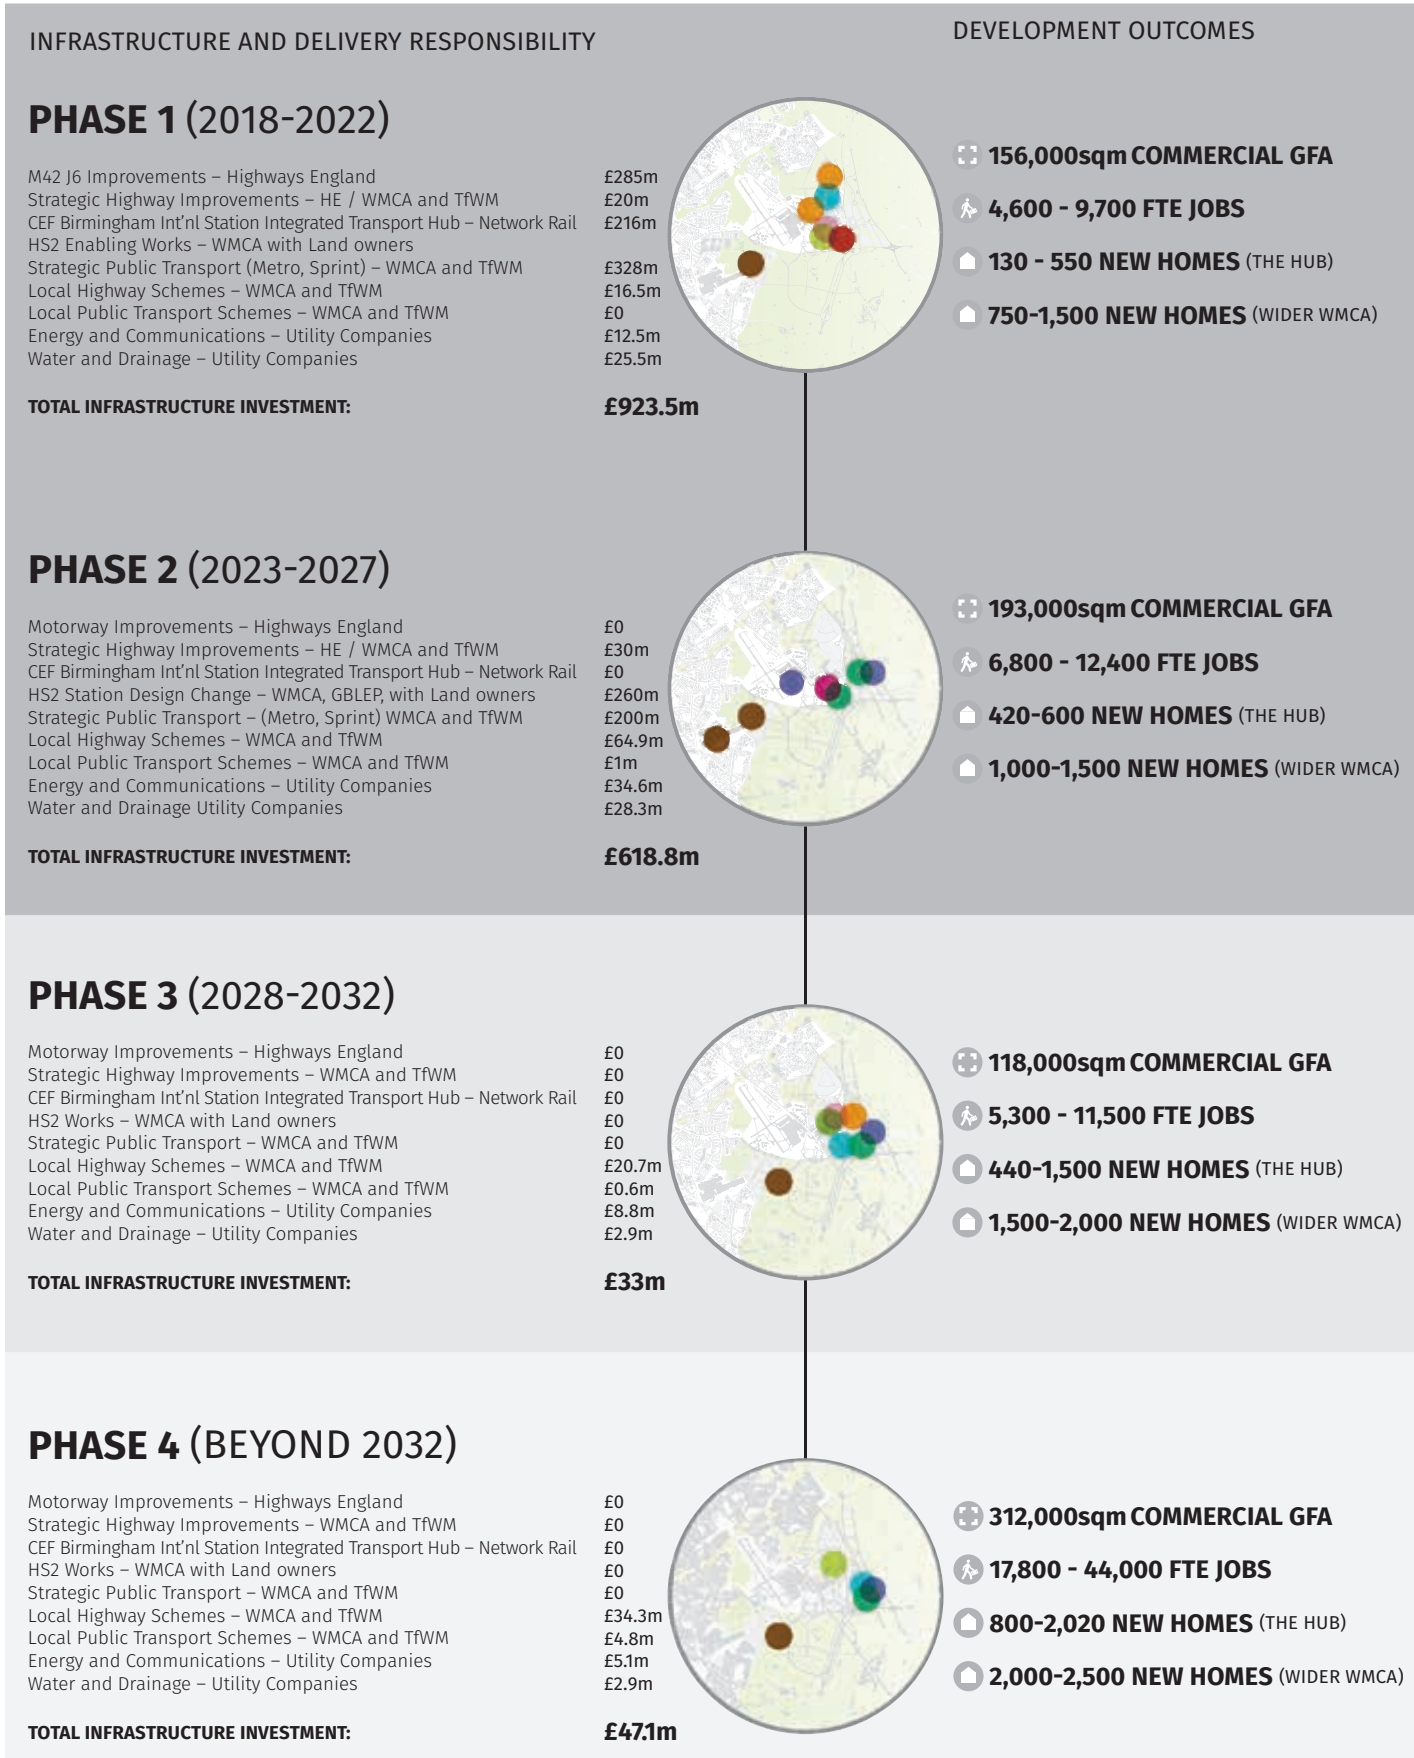 INFRASTRUCTURE AND DELIVERY RESPONSIBILITY
DEVELOPMENT OUTCOMES
PHASE 1 (2018-2022)
M42 J6 Improvements – Highways England £285m
Strategic Highway Improvements – HE / WMCA and TfWM £20m
CEF Birmingham Int'nl Station Integrated Transport Hub – Network Rail £216m
HS2 Enabling Works – WMCA with Land owners
Strategic Public Transport (Metro, Sprint) – WMCA and TfWM £328m
Local Highway Schemes – WMCA and TfWM £16.5m
Local Public Transport Schemes – WMCA and TfWM £0
Energy and Communications – Utility Companies £12.5m
Water and Drainage – Utility Companies £25.5m
TOTAL INFRASTRUCTURE INVESTMENT: £923.5m
156,000sqm COMMERCIAL GFA
4,600 - 9,700 FTE JOBS
130 - 550 NEW HOMES (THE HUB)
750-1,500 NEW HOMES (WIDER WMCA)
PHASE 2 (2023-2027)
Motorway Improvements – Highways England £0
Strategic Highway Improvements – HE / WMCA and TfWM £30m
CEF Birmingham Int'nl Station Integrated Transport Hub – Network Rail £0
HS2 Station Design Change – WMCA, GBLEP, with Land owners £260m
Strategic Public Transport – (Metro, Sprint) WMCA and TfWM £200m
Local Highway Schemes – WMCA and TfWM £64.9m
Local Public Transport Schemes – WMCA and TfWM £1m
Energy and Communications – Utility Companies £34.6m
Water and Drainage Utility Companies £28.3m
TOTAL INFRASTRUCTURE INVESTMENT: £618.8m
193,000sqm COMMERCIAL GFA
6,800 - 12,400 FTE JOBS
420-600 NEW HOMES (THE HUB)
1,000-1,500 NEW HOMES (WIDER WMCA)
PHASE 3 (2028-2032)
Motorway Improvements – Highways England £0
Strategic Highway Improvements – WMCA and TfWM £0
CEF Birmingham Int'nl Station Integrated Transport Hub – Network Rail £0
HS2 Works – WMCA with Land owners £0
Strategic Public Transport – WMCA and TfWM £0
Local Highway Schemes – WMCA and TfWM £20.7m
Local Public Transport Schemes – WMCA and TfWM £0.6m
Energy and Communications – Utility Companies £8.8m
Water and Drainage – Utility Companies £2.9m
TOTAL INFRASTRUCTURE INVESTMENT: £33m
118,000sqm COMMERCIAL GFA
5,300 - 11,500 FTE JOBS
440-1,500 NEW HOMES (THE HUB)
1,500-2,000 NEW HOMES (WIDER WMCA)
PHASE 4 (BEYOND 2032)
Motorway Improvements – Highways England £0
Strategic Highway Improvements – WMCA and TfWM £0
CEF Birmingham Int'nl Station Integrated Transport Hub – Network Rail £0
HS2 Works – WMCA with Land owners £0
Strategic Public Transport – WMCA and TfWM £0
Local Highway Schemes – WMCA and TfWM £34.3m
Local Public Transport Schemes – WMCA and TfWM £4.8m
Energy and Communications – Utility Companies £5.1m
Water and Drainage – Utility Companies £2.9m
TOTAL INFRASTRUCTURE INVESTMENT: £47.1m
312,000sqm COMMERCIAL GFA
17,800 - 44,000 FTE JOBS
800-2,020 NEW HOMES (THE HUB)
2,000-2,500 NEW HOMES (WIDER WMCA)